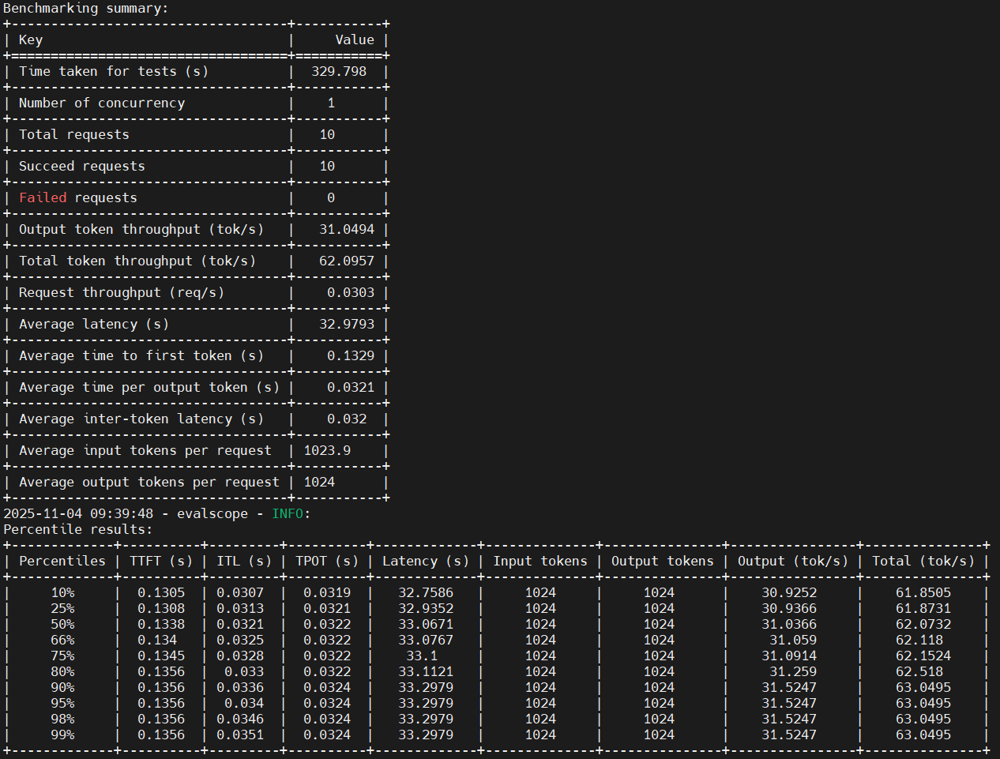 Benchmarking summary:
+-----------------------------------+-----------+
| Key                               |     Value |
+===================================+===========+
| Time taken for tests (s)          |  329.798  |
+-----------------------------------+-----------+
| Number of concurrency             |    1      |
+-----------------------------------+-----------+
| Total requests                    |   10      |
+-----------------------------------+-----------+
| Succeed requests                  |   10      |
+-----------------------------------+-----------+
| Failed requests                   |    0      |
+-----------------------------------+-----------+
| Output token throughput (tok/s)   |   31.0494 |
+-----------------------------------+-----------+
| Total token throughput (tok/s)    |   62.0957 |
+-----------------------------------+-----------+
| Request throughput (req/s)        |    0.0303 |
+-----------------------------------+-----------+
| Average latency (s)               |   32.9793 |
+-----------------------------------+-----------+
| Average time to first token (s)   |    0.1329 |
+-----------------------------------+-----------+
| Average time per output token (s) |    0.0321 |
+-----------------------------------+-----------+
| Average inter-token latency (s)   |    0.032  |
+-----------------------------------+-----------+
| Average input tokens per request  | 1023.9    |
+-----------------------------------+-----------+
| Average output tokens per request | 1024      |
+-----------------------------------+-----------+
2025-11-04 09:39:48 - evalscope - INFO:
Percentile results:
+-------------+----------+---------+----------+-------------+--------------+---------------+----------------+---------------+
| Percentiles | TTFT (s) | ITL (s) | TPOT (s) | Latency (s) | Input tokens | Output tokens | Output (tok/s) | Total (tok/s) |
+-------------+----------+---------+----------+-------------+--------------+---------------+----------------+---------------+
|     10%     |  0.1305  | 0.0307  |  0.0319  |   32.7586   |     1024     |     1024      |    30.9252     |    61.8505    |
|     25%     |  0.1308  | 0.0313  |  0.0321  |   32.9352   |     1024     |     1024      |    30.9366     |    61.8731    |
|     50%     |  0.1338  | 0.0321  |  0.0322  |   33.0671   |     1024     |     1024      |    31.0366     |    62.0732    |
|     66%     |  0.134   | 0.0325  |  0.0322  |   33.0767   |     1024     |     1024      |     31.059     |    62.118     |
|     75%     |  0.1345  | 0.0328  |  0.0322  |    33.1     |     1024     |     1024      |    31.0914     |    62.1524    |
|     80%     |  0.1356  |  0.033  |  0.0322  |   33.1121   |     1024     |     1024      |     31.259     |    62.518     |
|     90%     |  0.1356  | 0.0336  |  0.0324  |   33.2979   |     1024     |     1024      |    31.5247     |    63.0495    |
|     95%     |  0.1356  |  0.034  |  0.0324  |   33.2979   |     1024     |     1024      |    31.5247     |    63.0495    |
|     98%     |  0.1356  | 0.0346  |  0.0324  |   33.2979   |     1024     |     1024      |    31.5247     |    63.0495    |
|     99%     |  0.1356  | 0.0351  |  0.0324  |   33.2979   |     1024     |     1024      |    31.5247     |    63.0495    |
+-------------+----------+---------+----------+-------------+--------------+---------------+----------------+---------------+